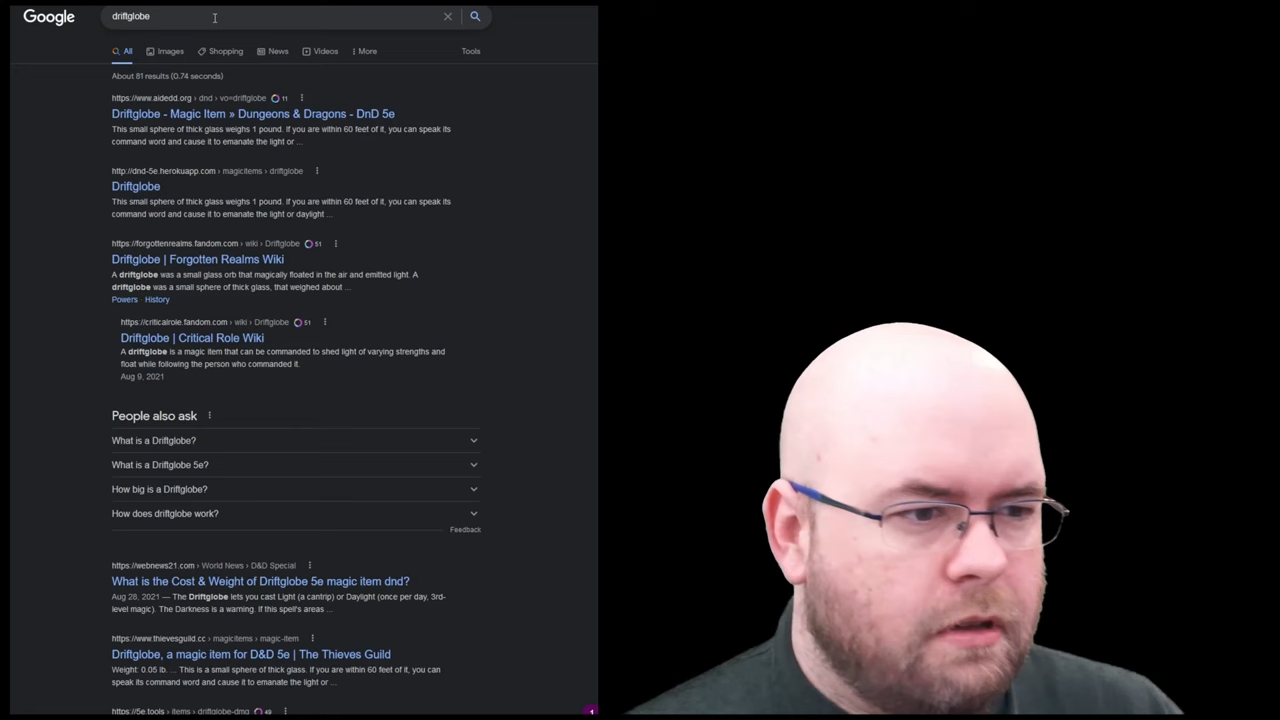 Google
driftglobe
All Images Shopping News Videos More Tools
About 81 results (0.74 seconds)
https://www.aidedd.org › dnd › vo=driftglobe 11
Driftglobe - Magic Item » Dungeons & Dragons - DnD 5e
This small sphere of thick glass weighs 1 pound. If you are within 60 feet of it, you can speak its
command word and cause it to emanate the light or ...
http://dnd-5e.herokuapp.com › magicitems › driftglobe
Driftglobe
This small sphere of thick glass weighs 1 pound. If you are within 60 feet of it, you can speak its
command word and cause it to emanate the light or daylight ...
https://forgottenrealms.fandom.com › wiki › Driftglobe 51
Driftglobe | Forgotten Realms Wiki
A driftglobe was a small glass orb that magically floated in the air and emitted light. A
driftglobe was a small sphere of thick glass, that weighed about ...
Powers · History
https://criticalrole.fandom.com › wiki › Driftglobe 51
Driftglobe | Critical Role Wiki
A driftglobe is a magic item that can be commanded to shed light of varying strengths and
float while following the person who commanded it.
Aug 9, 2021
People also ask
What is a Driftglobe?
What is a Driftglobe 5e?
How big is a Driftglobe?
How does driftglobe work?
Feedback
https://webnews21.com › World News › D&D Special
What is the Cost & Weight of Driftglobe 5e magic item dnd?
Aug 28, 2021 — The Driftglobe lets you cast Light (a cantrip) or Daylight (once per day, 3rd-
level magic). The Darkness is a warning. If this spell's areas ...
https://www.thievesguild.cc › magicitems › magic-item
Driftglobe, a magic item for D&D 5e | The Thieves Guild
Weight: 0.05 lb. ... This is a small sphere of thick glass. If you are within 60 feet of it, you can
speak its command word and cause it to emanate the light or ...
https://5e.tools › items › driftglobe-dmg 49
1